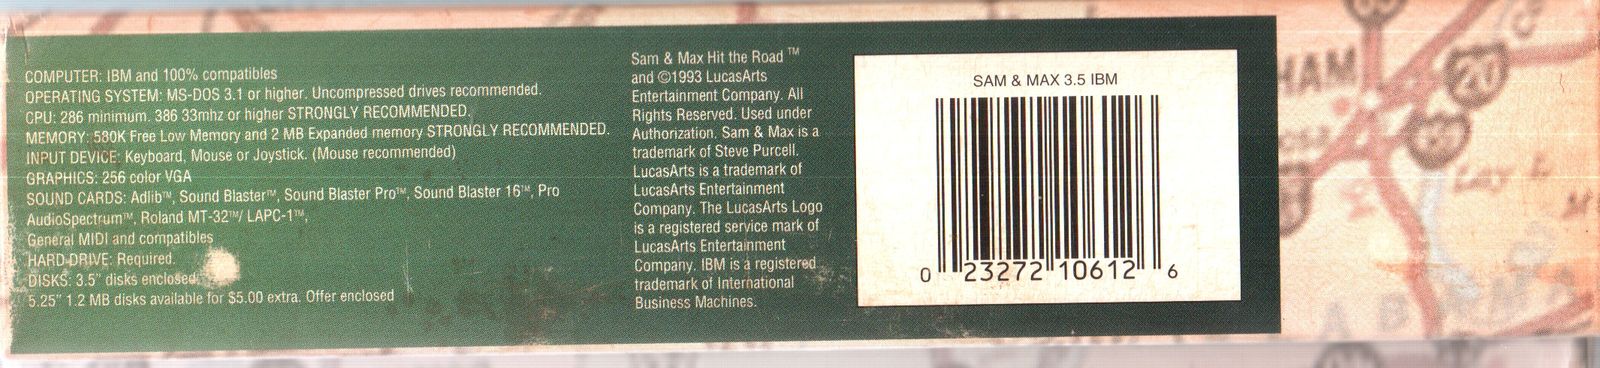 COMPUTER: IBM and 100% compatibles
OPERATING SYSTEM: MS-DOS 3.1 or higher. Uncompressed drives recommended.
CPU: 286 minimum. 386 33mhz or higher STRONGLY RECOMMENDED.
MEMORY: 580K Free Low Memory and 2 MB Expanded memory STRONGLY RECOMMENDED.
INPUT DEVICE: Keyboard, Mouse or Joystick. (Mouse recommended)
GRAPHICS: 256 color VGA
SOUND CARDS: Adlib™, Sound Blaster™, Sound Blaster Pro™, Sound Blaster 16™, Pro
AudioSpectrum™, Roland MT-32™/ LAPC-1™,
General MIDI and compatibles
HARD DRIVE: Required.
DISKS: 3.5" disks enclosed.
5.25" 1.2 MB disks available for $5.00 extra. Offer enclosed
Sam & Max Hit the Road ™
and ©1993 LucasArts
Entertainment Company. All
Rights Reserved. Used under
Authorization. Sam & Max is a
trademark of Steve Purcell.
LucasArts is a trademark of
LucasArts Entertainment
Company. The LucasArts Logo
is a registered service mark of
LucasArts Entertainment
Company. IBM is a registered
trademark of International
Business Machines.
SAM & MAX 3.5 IBM
0 23272 10612 6
HAM
20